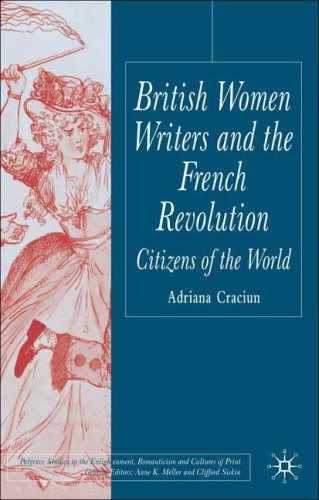 British Women
Writers and the
French
Revolution
Citizens of the World
Adriana Craciun
Palgrave Studies in the Enlightenment, Romanticism and Cultures of Print
General Editors: Anne K. Mellor and Clifford Siskin